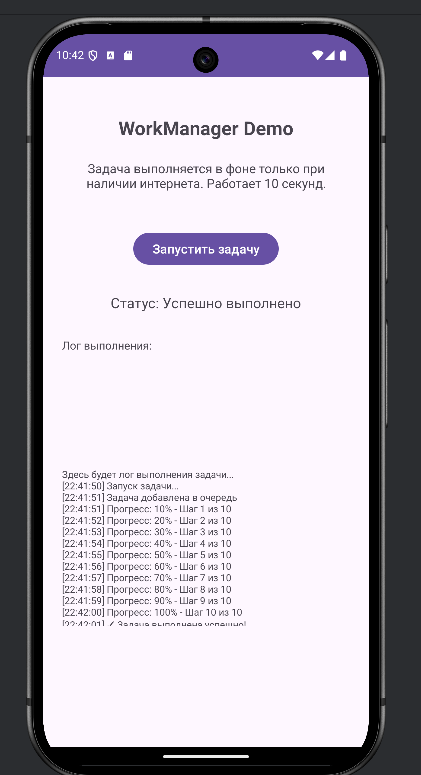 10:42
WorkManager Demo
Задача выполняется в фоне только при
наличии интернета. Работает 10 секунд.
Запустить задачу
Статус: Успешно выполнено
Лог выполнения:
Здесь будет лог выполнения задачи...
[22:41:50] Запуск задачи...
[22:41:51] Задача добавлена в очередь
[22:41:51] Прогресс: 10% - Шаг 1 из 10
[22:41:52] Прогресс: 20% - Шаг 2 из 10
[22:41:53] Прогресс: 30% - Шаг 3 из 10
[22:41:54] Прогресс: 40% - Шаг 4 из 10
[22:41:55] Прогресс: 50% - Шаг 5 из 10
[22:41:56] Прогресс: 60% - Шаг 6 из 10
[22:41:57] Прогресс: 70% - Шаг 7 из 10
[22:41:58] Прогресс: 80% - Шаг 8 из 10
[22:41:59] Прогресс: 90% - Шаг 9 из 10
[22:42:00] Прогресс: 100% - Шаг 10 из 10
[22:42:01] ✓ Задача выполнена успешно!